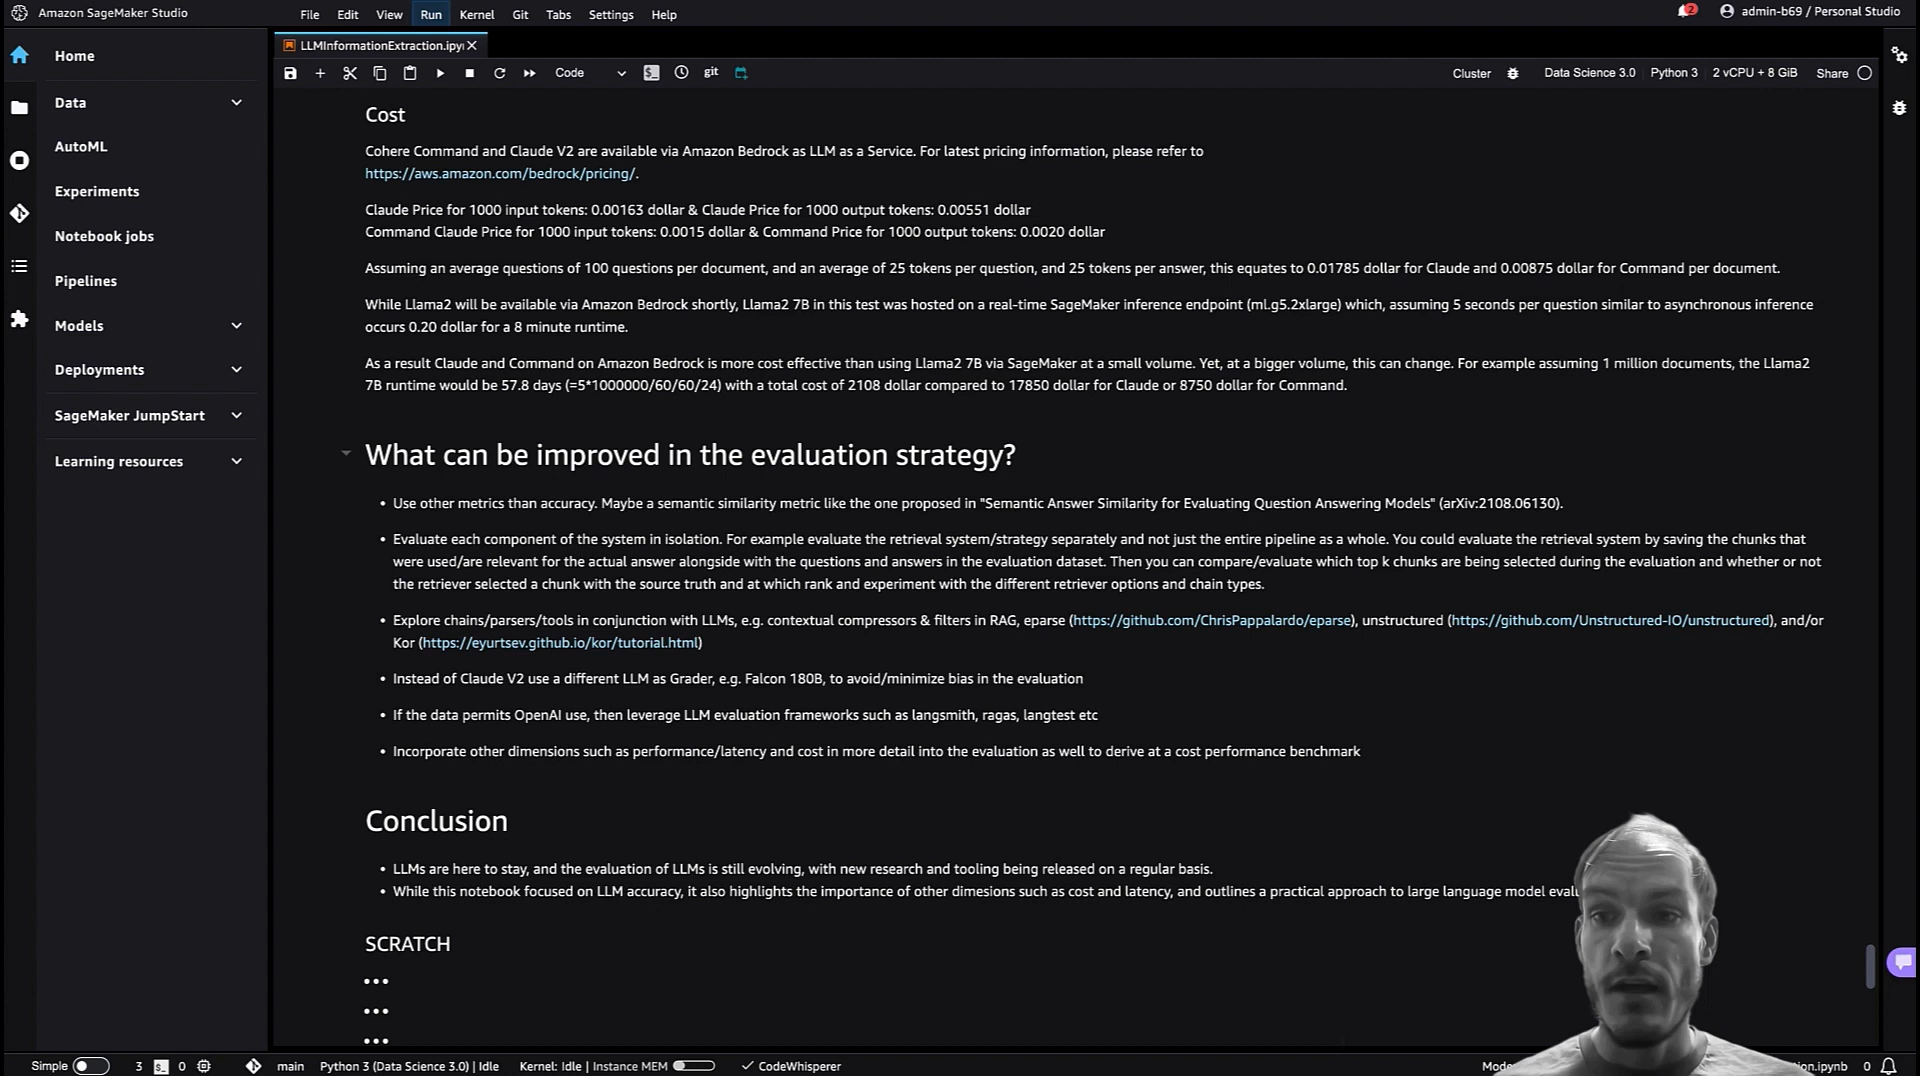 Amazon SageMaker Studio
File Edit View Run Kernel Git Tabs Settings Help
2
admin-b69 / Personal Studio
LLMInformationExtraction.ipy
Code
git
Cluster
Data Science 3.0
Python 3
2 vCPU + 8 GiB
Share
Home
Data
AutoML
Experiments
Notebook jobs
Pipelines
Models
Deployments
SageMaker JumpStart
Learning resources
Cost
Cohere Command and Claude V2 are available via Amazon Bedrock as LLM as a Service. For latest pricing information, please refer to
https://aws.amazon.com/bedrock/pricing/.
Claude Price for 1000 input tokens: 0.00163 dollar & Claude Price for 1000 output tokens: 0.00551 dollar
Command Claude Price for 1000 input tokens: 0.0015 dollar & Command Price for 1000 output tokens: 0.0020 dollar
Assuming an average questions of 100 questions per document, and an average of 25 tokens per question, and 25 tokens per answer, this equates to 0.01785 dollar for Claude and 0.00875 dollar for Command per document.
While Llama2 will be available via Amazon Bedrock shortly, Llama2 7B in this test was hosted on a real-time SageMaker inference endpoint (ml.g5.2xlarge) which, assuming 5 seconds per question similar to asynchronous inference
occurs 0.20 dollar for a 8 minute runtime.
As a result Claude and Command on Amazon Bedrock is more cost effective than using Llama2 7B via SageMaker at a small volume. Yet, at a bigger volume, this can change. For example assuming 1 million documents, the Llama2
7B runtime would be 57.8 days (=5*1000000/60/60/24) with a total cost of 2108 dollar compared to 17850 dollar for Claude or 8750 dollar for Command.
What can be improved in the evaluation strategy?
• Use other metrics than accuracy. Maybe a semantic similarity metric like the one proposed in "Semantic Answer Similarity for Evaluating Question Answering Models" (arXiv:2108.06130).
• Evaluate each component of the system in isolation. For example evaluate the retrieval system/strategy separately and not just the entire pipeline as a whole. You could evaluate the retrieval system by saving the chunks that
were used/are relevant for the actual answer alongside with the questions and answers in the evaluation dataset. Then you can compare/evaluate which top k chunks are being selected during the evaluation and whether or not
the retriever selected a chunk with the source truth and at which rank and experiment with the different retriever options and chain types.
• Explore chains/parsers/tools in conjunction with LLMs, e.g. contextual compressors & filters in RAG, eparse (https://github.com/ChrisPappalardo/eparse), unstructured (https://github.com/Unstructured-IO/unstructured), and/or
Kor (https://eyurtsev.github.io/kor/tutorial.html)
• Instead of Claude V2 use a different LLM as Grader, e.g. Falcon 180B, to avoid/minimize bias in the evaluation
• If the data permits OpenAI use, then leverage LLM evaluation frameworks such as langsmith, ragas, langtest etc
• Incorporate other dimensions such as performance/latency and cost in more detail into the evaluation as well to derive at a cost performance benchmark
Conclusion
• LLMs are here to stay, and the evaluation of LLMs is still evolving, with new research and tooling being released on a regular basis.
• While this notebook focused on LLM accuracy, it also highlights the importance of other dimesions such as cost and latency, and outlines a practical approach to large language model evalu
SCRATCH
•••
•••
•••
Simple
3
0
main
Python 3 (Data Science 3.0) | Idle
Kernel: Idle | Instance MEM
CodeWhisperer
Mode
on.ipynb
0